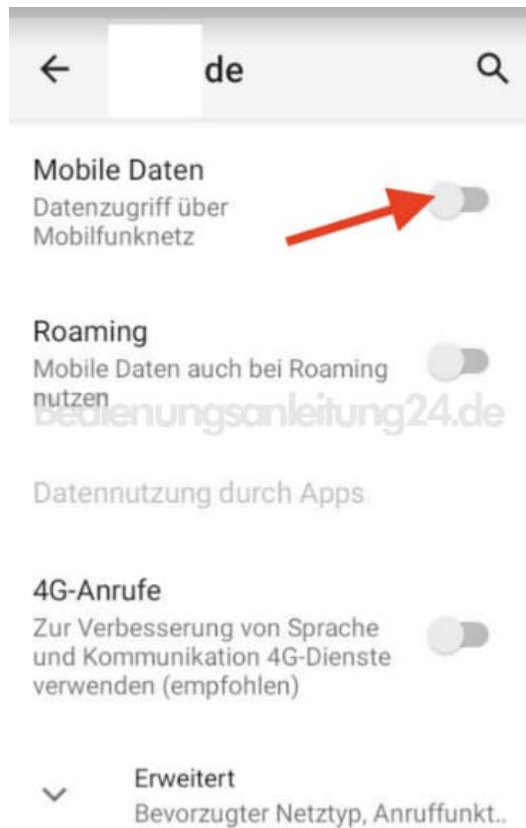 de
Mobile Daten
Datenzugriff über
Mobilfunknetz
Roaming
Mobile Daten auch bei Roaming
nutzen
Bedienungsanleitung24.de
Datennutzung durch Apps
4G-Anrufe
Zur Verbesserung von Sprache
und Kommunikation 4G-Dienste
verwenden (empfohlen)
Erweitert
Bevorzugter Netztyp, Anruffunkt..